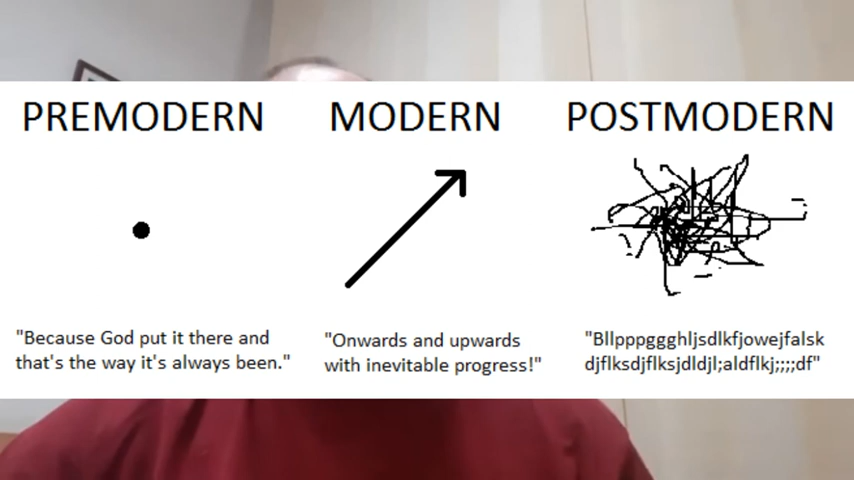 PREMODERN
MODERN
POSTMODERN
"Because God put it there and
that's the way it's always been."
"Onwards and upwards
with inevitable progress!"
"Bllpppggghljsdlkfjowejfalsk
djflksdjflksjdldjl;aldflkj;;;;df"